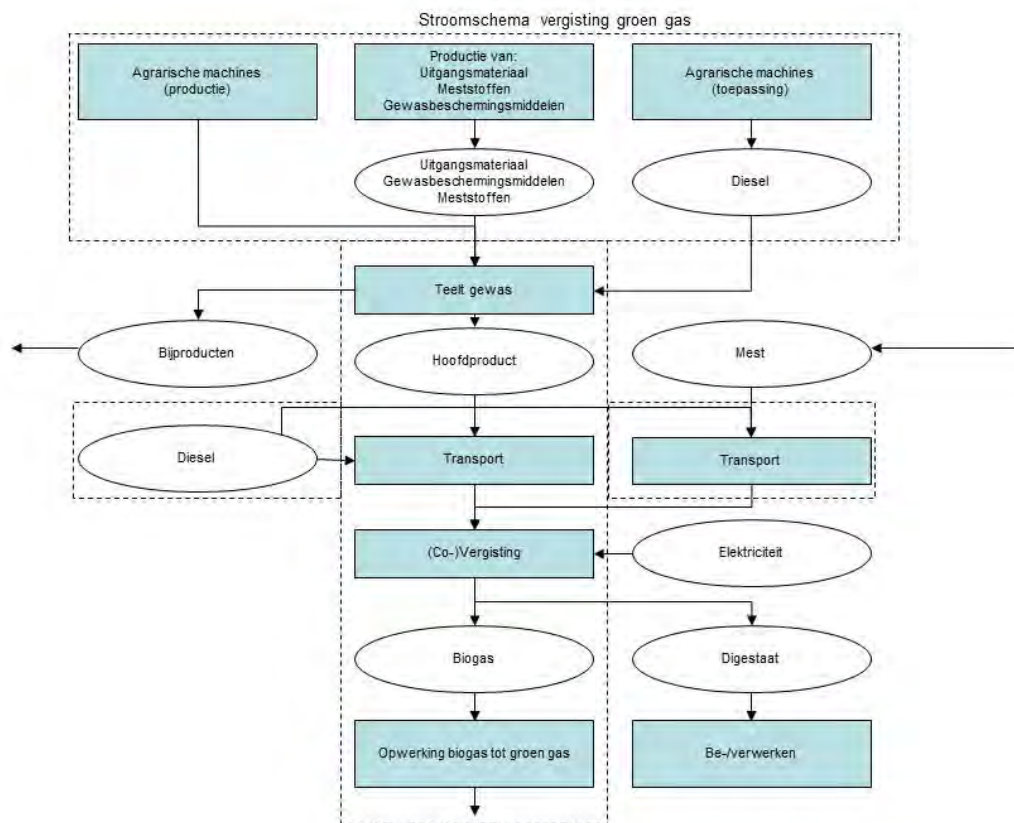 Stroomschema vergisting groen gas
Agrarische machines
(productie)
Productie van:
Uitgangsmateriaal
Meststoffen
Gewasbeschermingsmiddelen
Agrarische machines
(toepassing)
Uitgangsmateriaal
Gewasbeschermingsmiddelen
Meststoffen
Diesel
Teelt gewas
Bijproducten
Hoofdproduct
Mest
Diesel
Transport
Transport
(Co-)Vergisting
Elektriciteit
Biogas
Digestaat
Opwerking biogas tot groen gas
Be-/verwerken